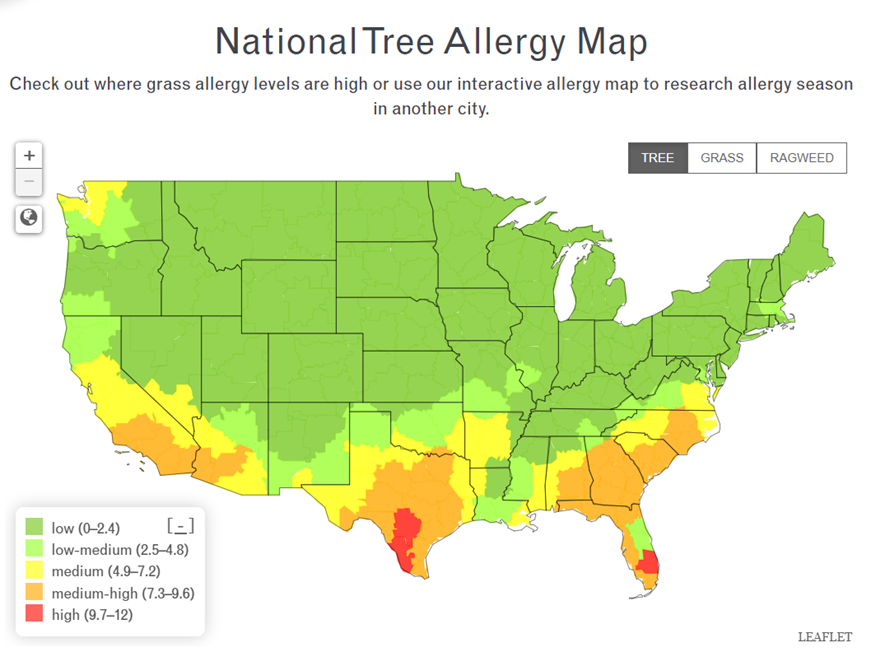 National Tree Allergy Map
Check out where grass allergy levels are high or use our interactive allergy map to research allergy season
in another city.
+
−
TREE GRASS RAGWEED
low (0–2.4) [-]
low-medium (2.5–4.8)
medium (4.9–7.2)
medium-high (7.3–9.6)
high (9.7–12)
LEAFLET